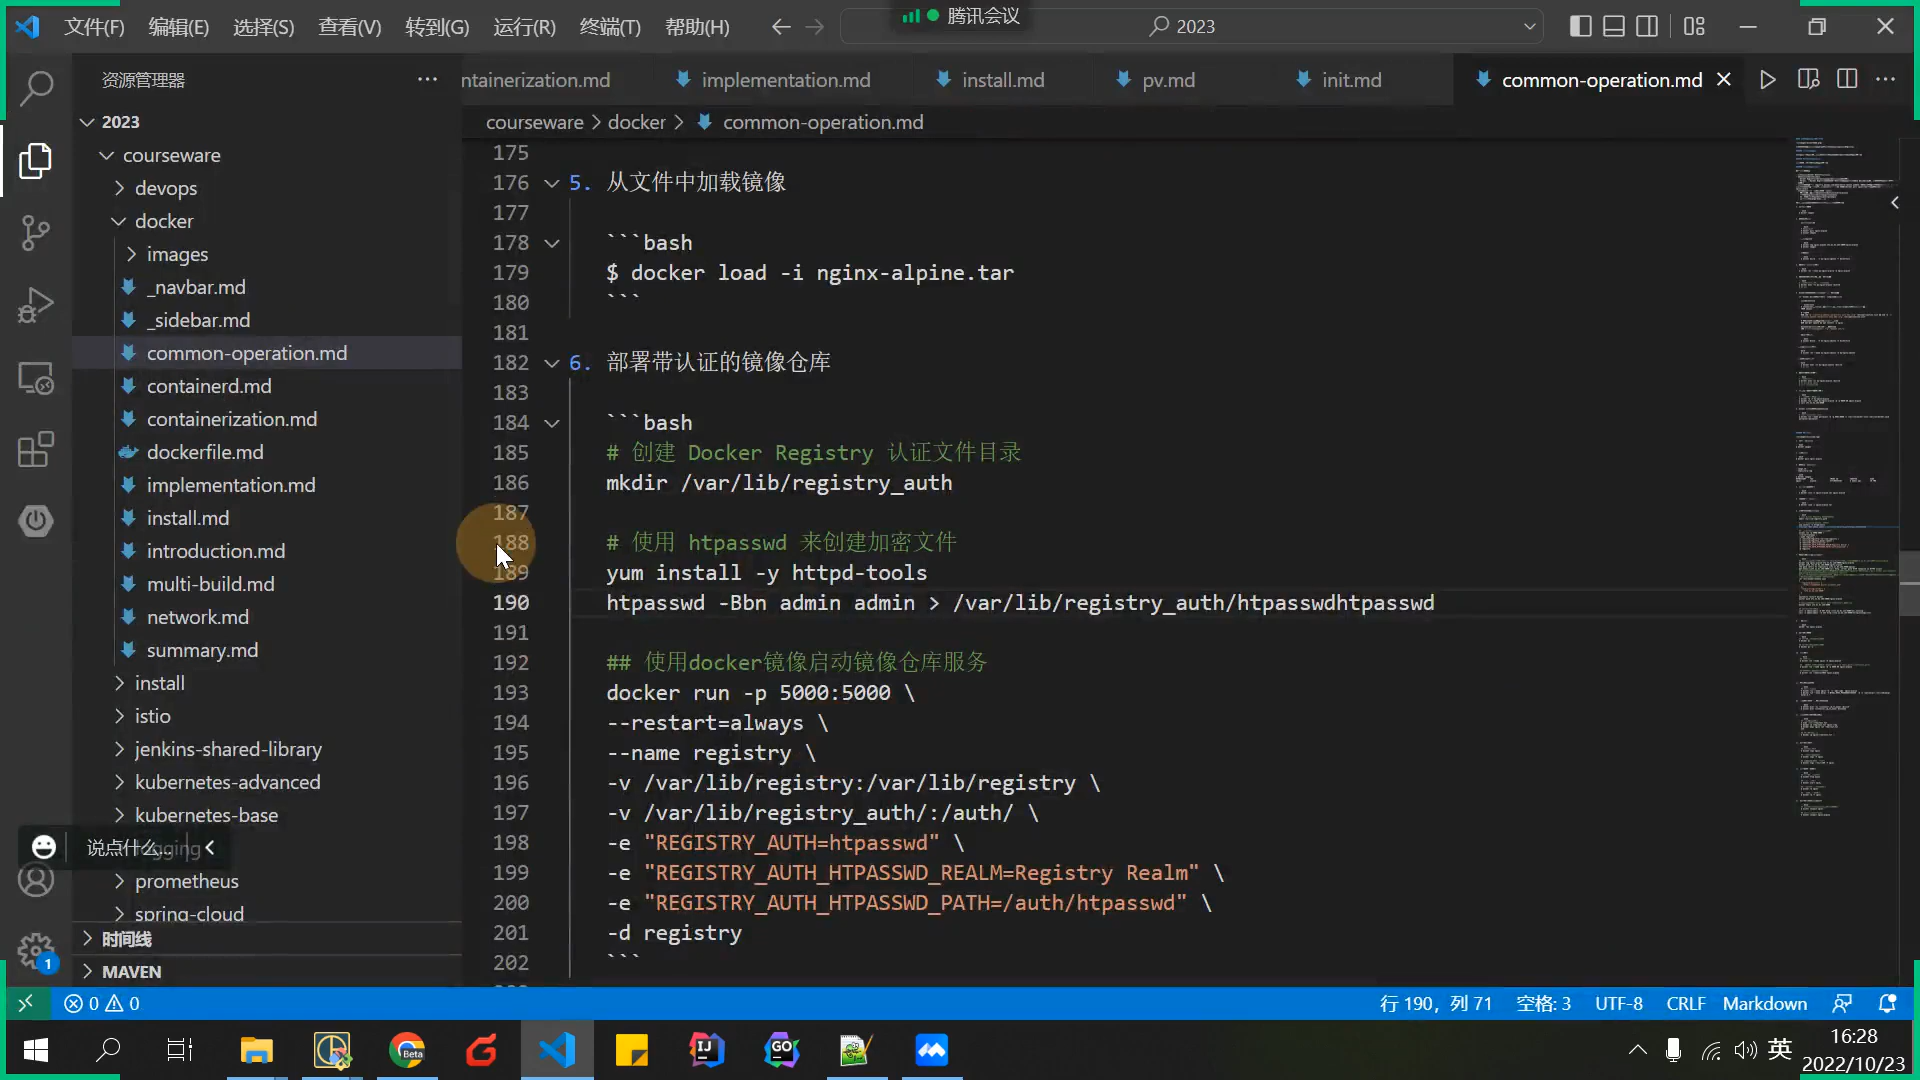 文件(F) 编辑(E) 选择(S) 查看(V) 转到(G) 运行(R) 终端(T) 帮助(H) 腾讯会议 2023
资源管理器
ntainerization.md implementation.md install.md pv.md init.md common-operation.md
courseware > docker > common-operation.md
2023
courseware
devops
docker
images
_navbar.md
_sidebar.md
common-operation.md
containerd.md
containerization.md
dockerfile.md
implementation.md
install.md
introduction.md
multi-build.md
network.md
summary.md
install
istio
jenkins-shared-library
kubernetes-advanced
kubernetes-base
说点什么...
prometheus
spring-cloud
时间线
MAVEN
175
176 5. 从文件中加载镜像
177
178 ```bash
179 $ docker load -i nginx-alpine.tar
180 ```
181
182 6. 部署带认证的镜像仓库
183
184 ```bash
185 # 创建 Docker Registry 认证文件目录
186 mkdir /var/lib/registry_auth
187
188 # 使用 htpasswd 来创建加密文件
189 yum install -y httpd-tools
190 htpasswd -Bbn admin admin > /var/lib/registry_auth/htpasswdhtpasswd
191
192 ## 使用docker镜像启动镜像仓库服务
193 docker run -p 5000:5000 \
194 --restart=always \
195 --name registry \
196 -v /var/lib/registry:/var/lib/registry \
197 -v /var/lib/registry_auth/:/auth/ \
198 -e "REGISTRY_AUTH=htpasswd" \
199 -e "REGISTRY_AUTH_HTPASSWD_REALM=Registry Realm" \
200 -e "REGISTRY_AUTH_HTPASSWD_PATH=/auth/htpasswd" \
201 -d registry
202 ```
1
0 0 行 190，列 71 空格: 3 UTF-8 CRLF Markdown
Beta IJ GO 英 16:28
2022/10/23